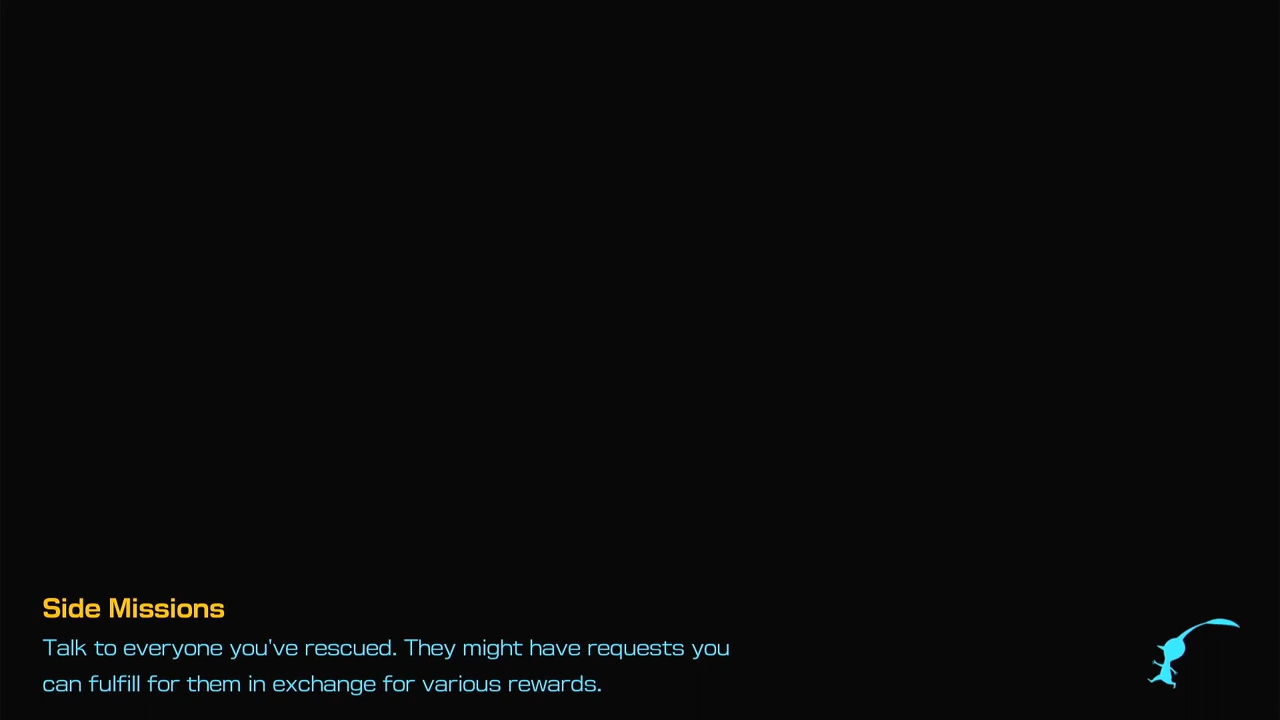 Side Missions
Talk to everyone you've rescued. They might have requests you
can fulfill for them in exchange for various rewards.